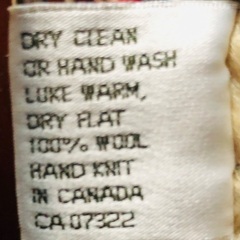 DRY CLEAN
OR HAND WASH
LUKE WARM,
DRY FLAT
100% WOOL
HAND KNIT
IN CANADA
CA 07322